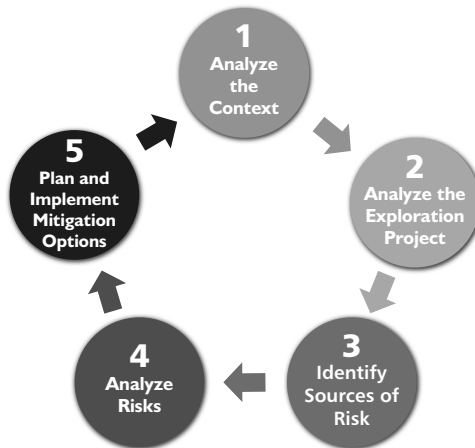 1
Analyze
the
Context
2
Analyze the
Exploration
Project
3
Identify
Sources of
Risk
4
Analyze
Risks
5
Plan and
Implement
Mitigation
Options